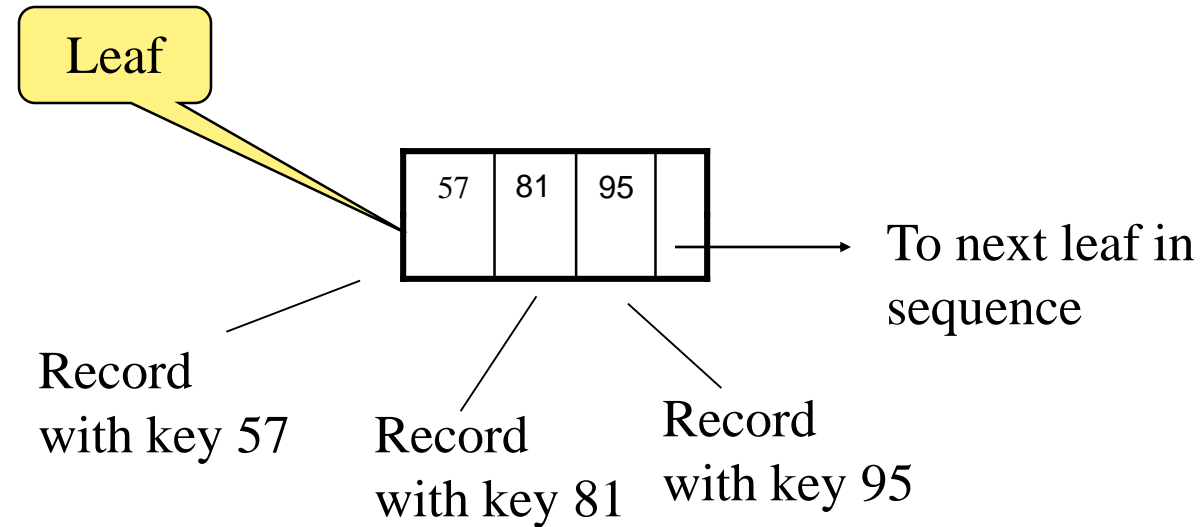 Leaf
57 81 95
To next leaf in
sequence
Record
with key 57
Record
with key 81
Record
with key 95